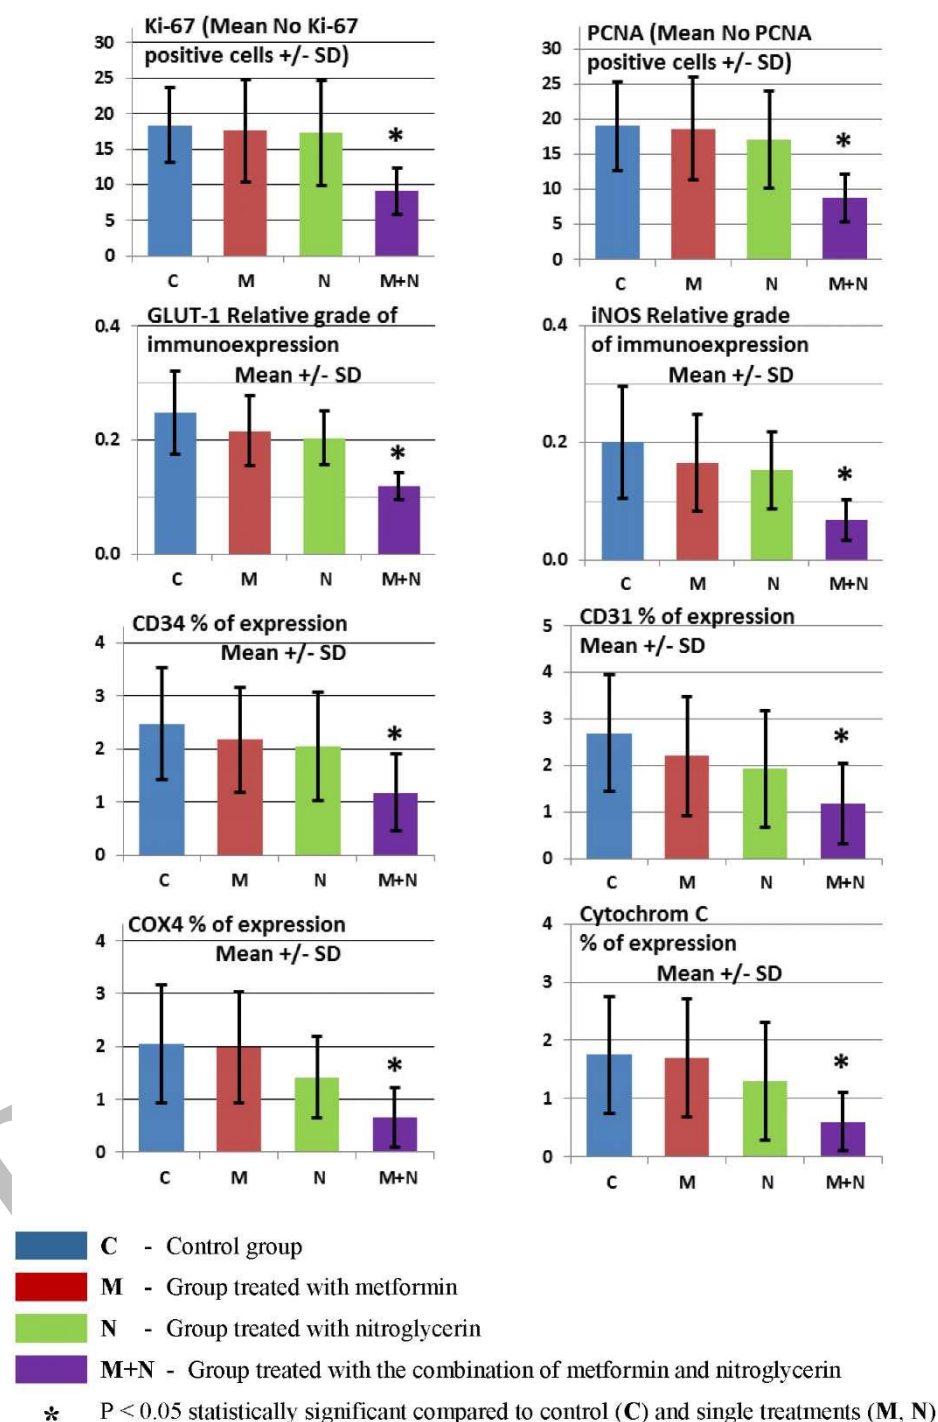 Ki-67 (Mean No Ki-67
positive cells +/- SD)
30
25
20
15
10
5
0
*
C M N M+N
PCNA (Mean No PCNA
positive cells +/- SD)
30
25
20
15
10
5
0
*
C M N M+N
GLUT-1 Relative grade of
immunoexpression
Mean +/- SD
0.4
0.2
0.0
*
C M N M+N
iNOS Relative grade
of immunoexpression
Mean +/- SD
0.4
0.2
0.0
*
C M N M+N
CD34 % of expression
Mean +/- SD
4
3
2
1
0
*
C M N M+N
CD31 % of expression
Mean +/- SD
5
4
3
2
1
0
*
C M N M+N
COX4 % of expression
Mean +/- SD
4
3
2
1
0
*
C M N M+N
Cytochrom C
% of expression
Mean +/- SD
4
3
2
1
0
*
C M N M+N
C - Control group
M - Group treated with metformin
N - Group treated with nitroglycerin
M+N - Group treated with the combination of metformin and nitroglycerin
* P < 0.05 statistically significant compared to control (C) and single treatments (M, N)